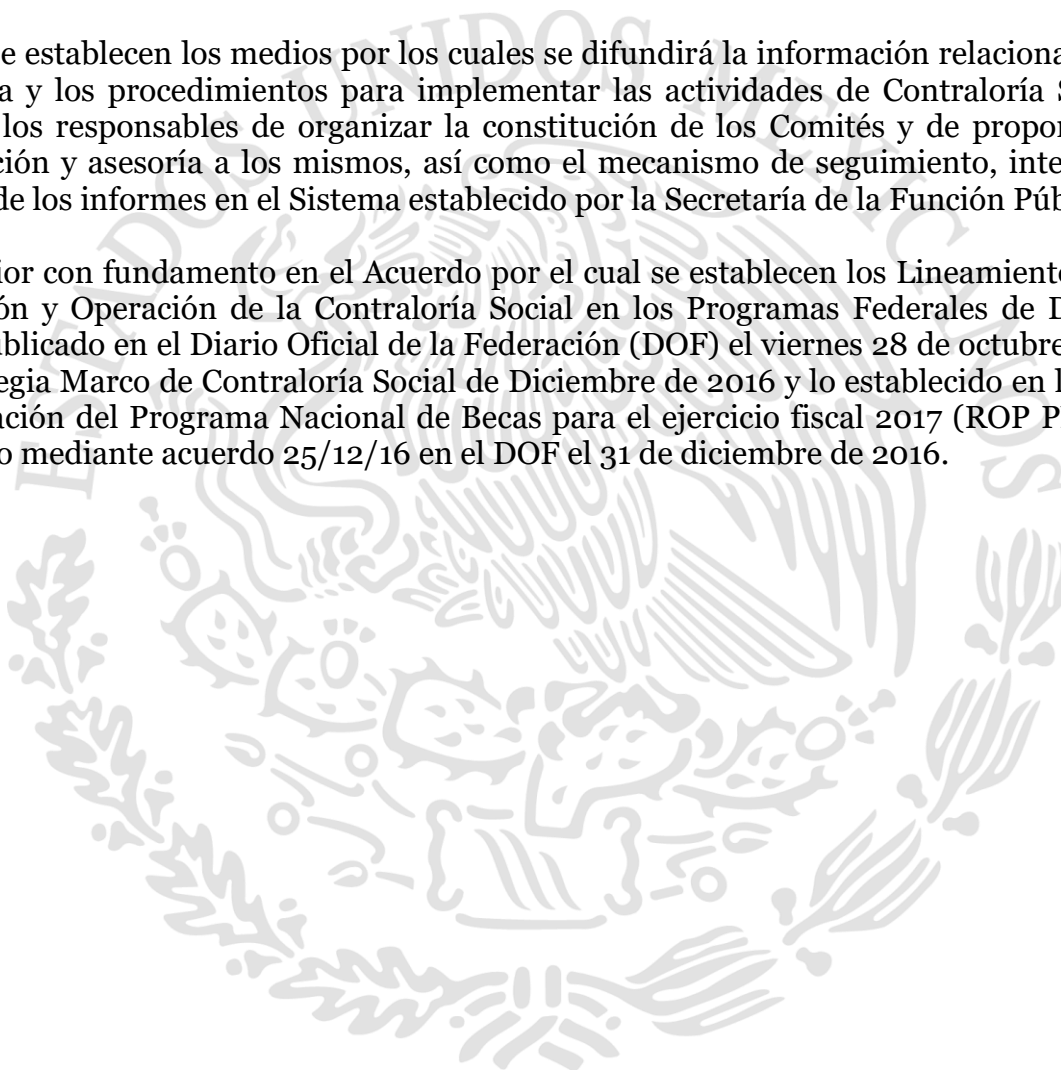 e establecen los medios por los cuales se difundirá la información relaciona
a y los procedimientos para implementar las actividades de Contraloría S
los responsables de organizar la constitución de los Comités y de propor
ción y asesoría a los mismos, así como el mecanismo de seguimiento, inte
de los informes en el Sistema establecido por la Secretaría de la Función Púb
ior con fundamento en el Acuerdo por el cual se establecen los Lineamiento
ón y Operación de la Contraloría Social en los Programas Federales de D
ublicado en el Diario Oficial de la Federación (DOF) el viernes 28 de octubre
egia Marco de Contraloría Social de Diciembre de 2016 y lo establecido en l
ación del Programa Nacional de Becas para el ejercicio fiscal 2017 (ROP P
o mediante acuerdo 25/12/16 en el DOF el 31 de diciembre de 2016.
ESTADOS UNIDOS MEXICANOS